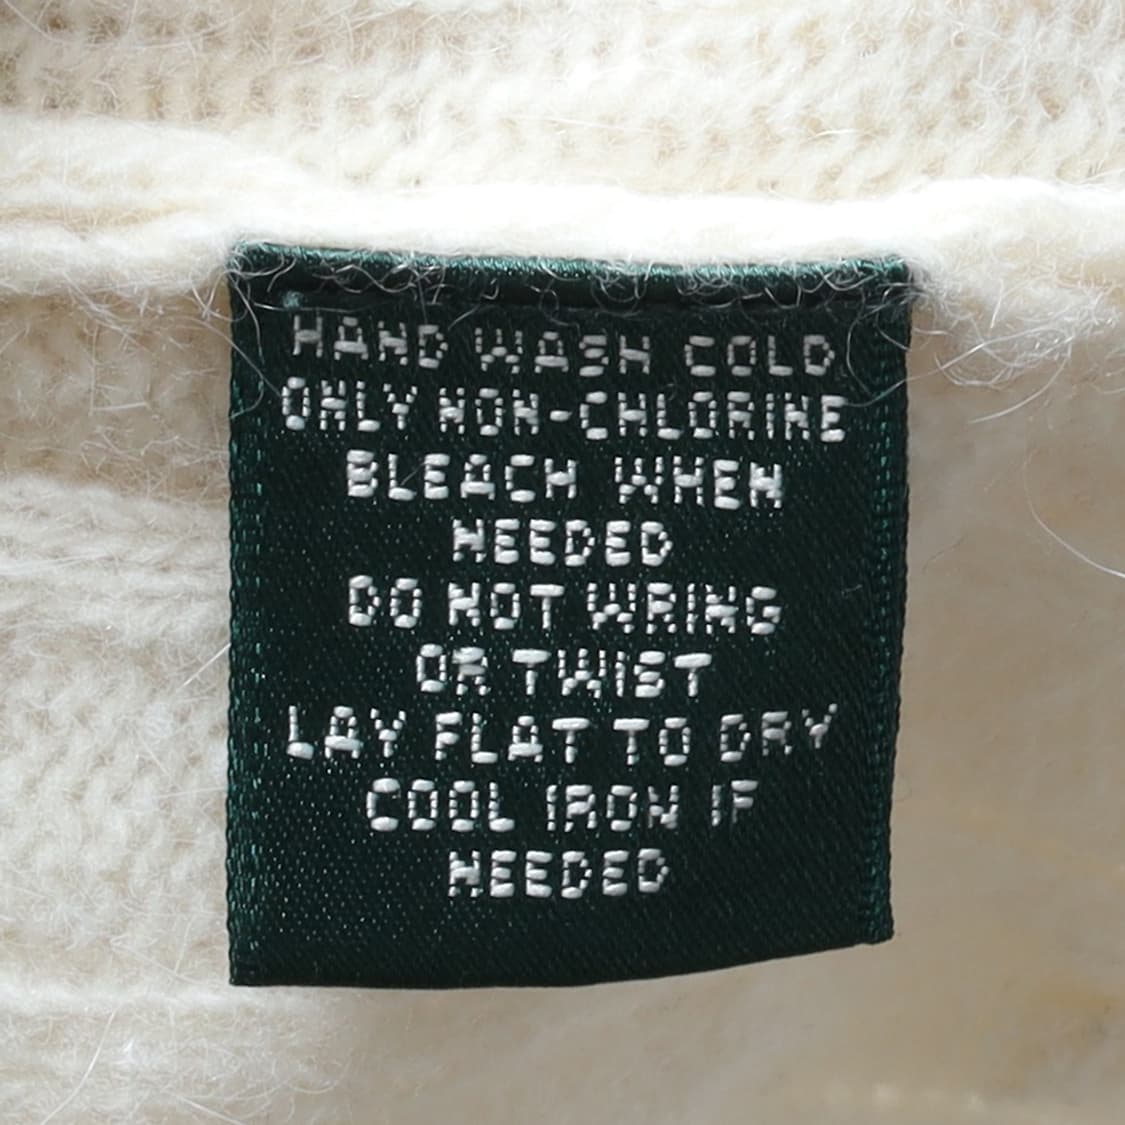 HAND WASH COLD
ONLY NON-CHLORINE
BLEACH WHEN
NEEDED
DO NOT WRING
OR TWIST
LAY FLAT TO DRY
COOL IRON IF
NEEDED